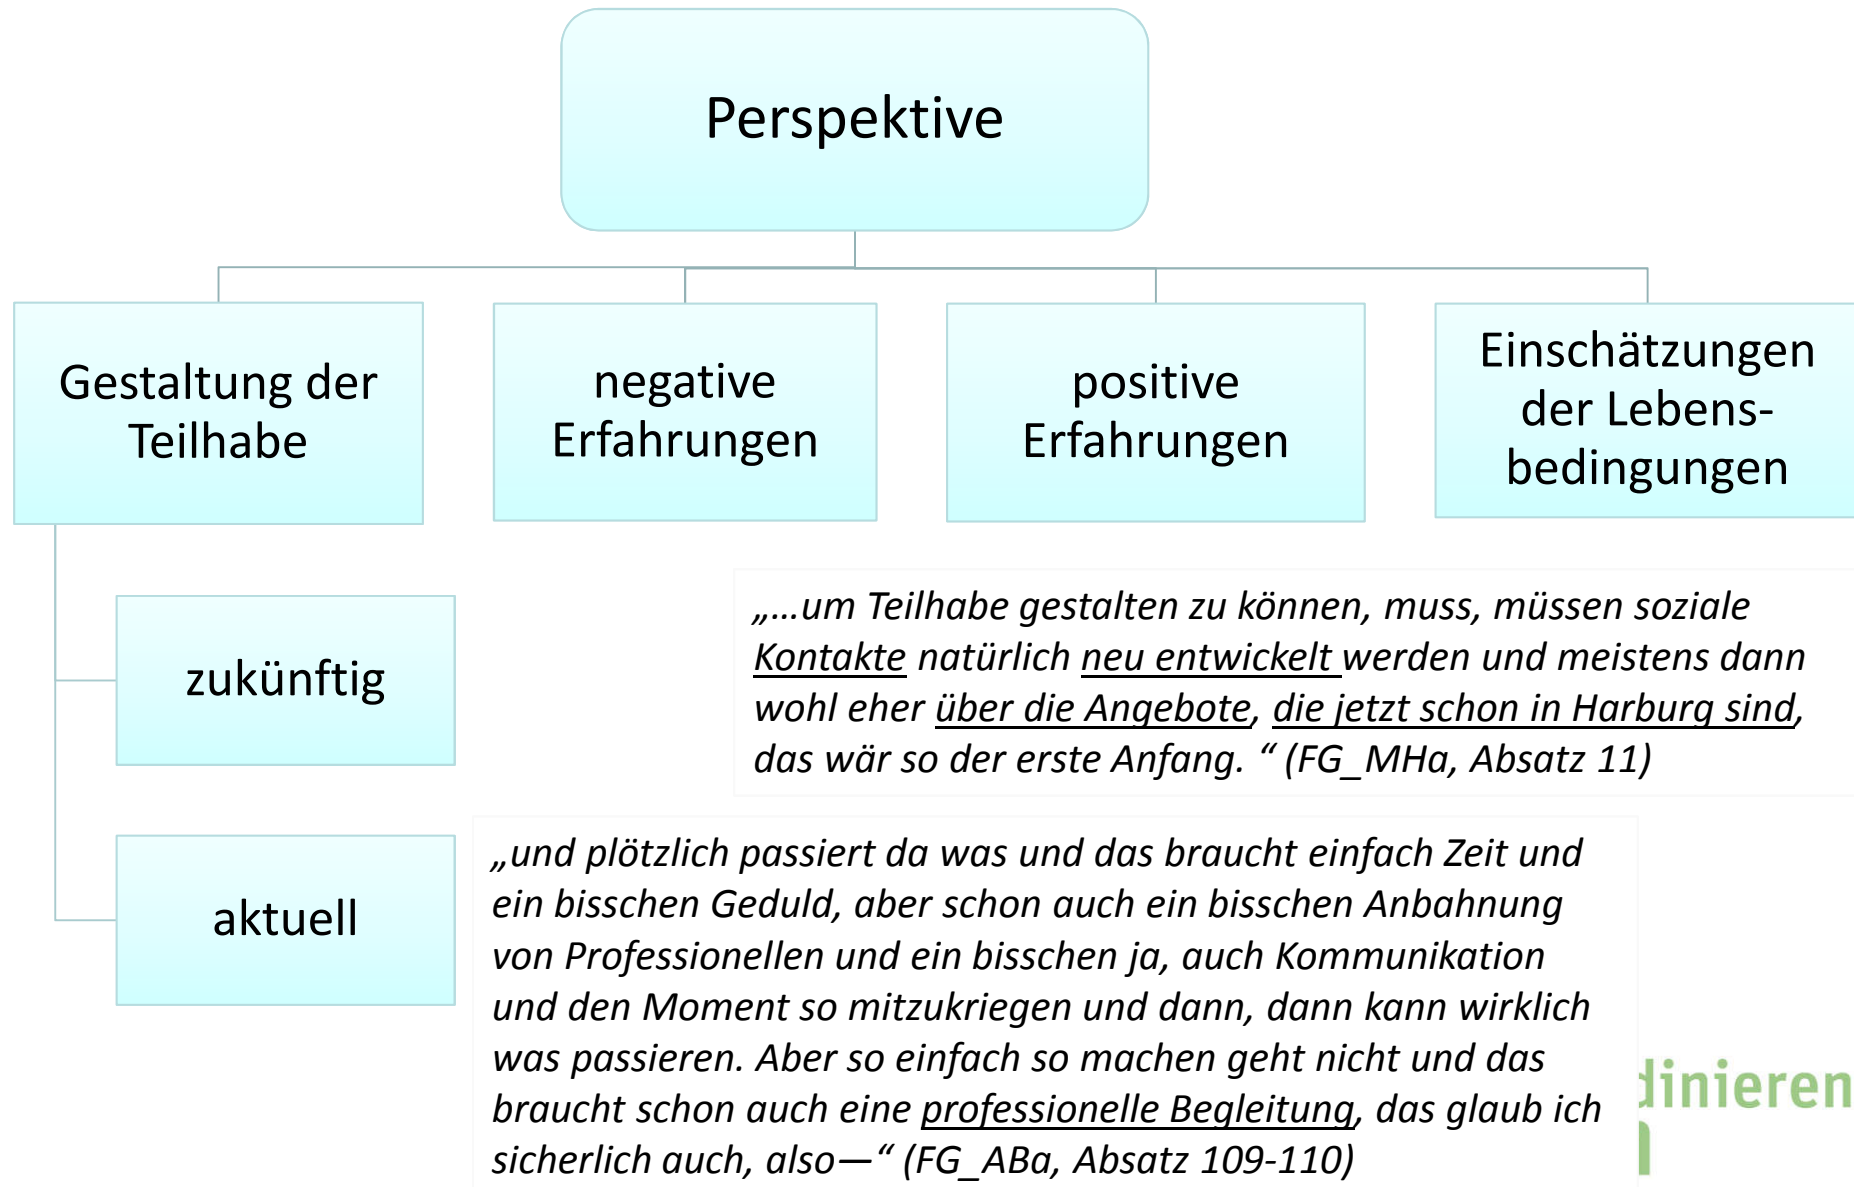 Perspektive
Gestaltung der
Teilhabe
negative
Erfahrungen
positive
Erfahrungen
Einschätzungen
der Lebens-
bedingungen
zukünftig
„…um Teilhabe gestalten zu können, muss, müssen soziale
Kontakte natürlich neu entwickelt werden und meistens dann
wohl eher über die Angebote, die jetzt schon in Harburg sind,
das wär so der erste Anfang. “ (FG_MHa, Absatz 11)
aktuell
„und plötzlich passiert da was und das braucht einfach Zeit und
ein bisschen Geduld, aber schon auch ein bisschen Anbahnung
von Professionellen und ein bisschen ja, auch Kommunikation
und den Moment so mitzukriegen und dann, dann kann wirklich
was passieren. Aber so einfach so machen geht nicht und das
braucht schon auch eine professionelle Begleitung, das glaub ich
sicherlich auch, also—“ (FG_ABa, Absatz 109-110)
dinieren